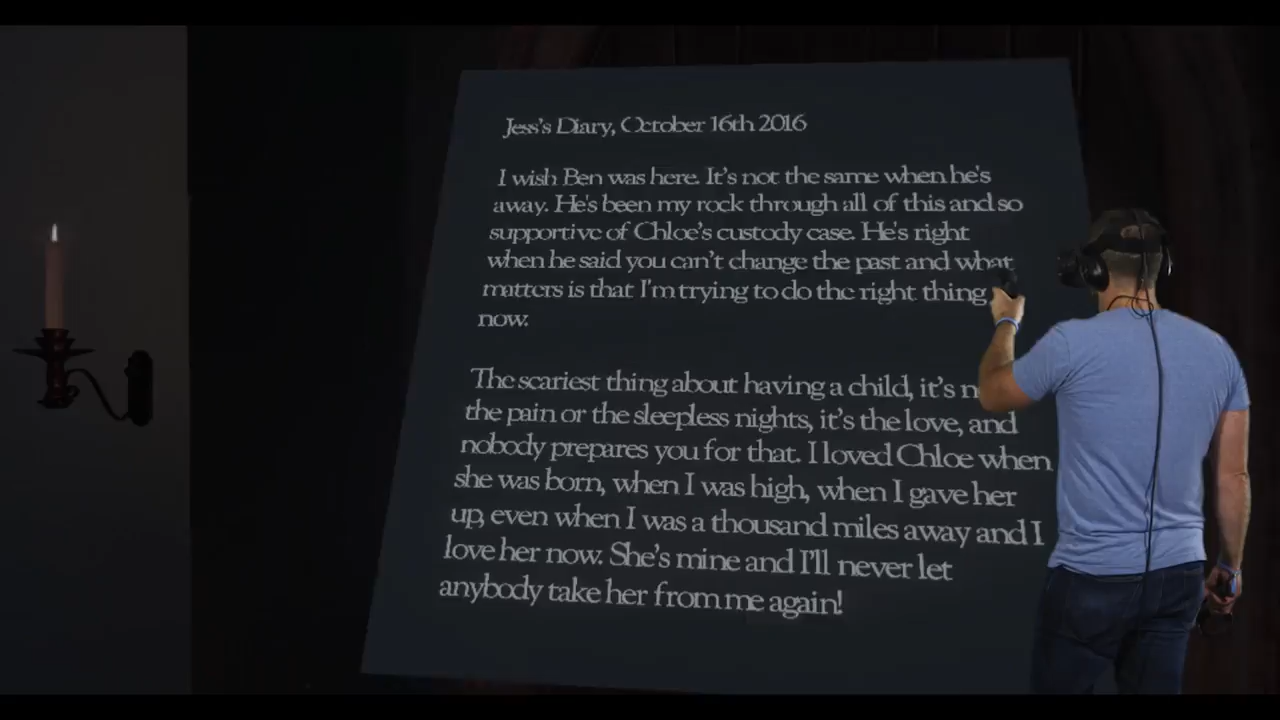 Jess's Diary, October 16th 2016
I wish Ben was here. It's not the same when he's
away. He's been my rock through all of this and so
supportive of Chloe's custody case. He's right
when he said you can't change the past and what
matters is that I'm trying to do the right thing
now.
The scariest thing about having a child, it's
the pain or the sleepless nights, it's the love, and
nobody prepares you for that. I loved Chloe when
she was born, when I was high, when I gave her
up, even when I was a thousand miles away and I
love her now. She's mine and I'll never let
anybody take her from me again!